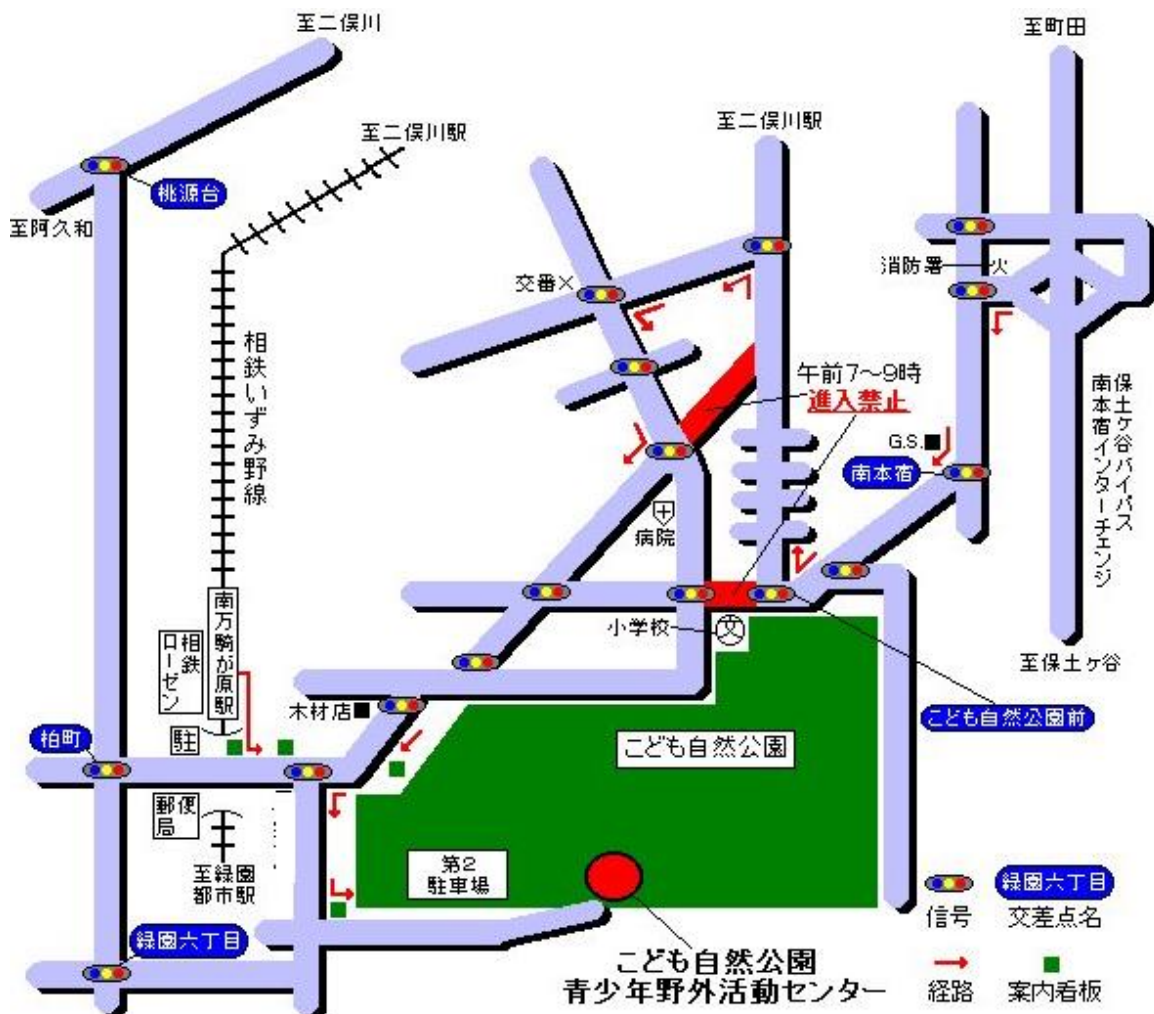 至二俣川
至町田
至二俣川駅
至二俣川駅
桃源台
至阿久和
消防署
火
交番×
相鉄いずみ野線
午前7～9時
進入禁止
保土ヶ谷バイパス
南本宿インターチェンジ
G.S.■
南本宿
病院
南万騎が原駅
相鉄
ローゼン
小学校
文
至保土ヶ谷
木材店■
こども自然公園前
柏町
駐
こども自然公園
郵便
局
至緑園
都市駅
第2
駐車場
緑園六丁目
信号
緑園六丁目
交差点名
こども自然公園
青少年野外活動センター
経路
案内看板